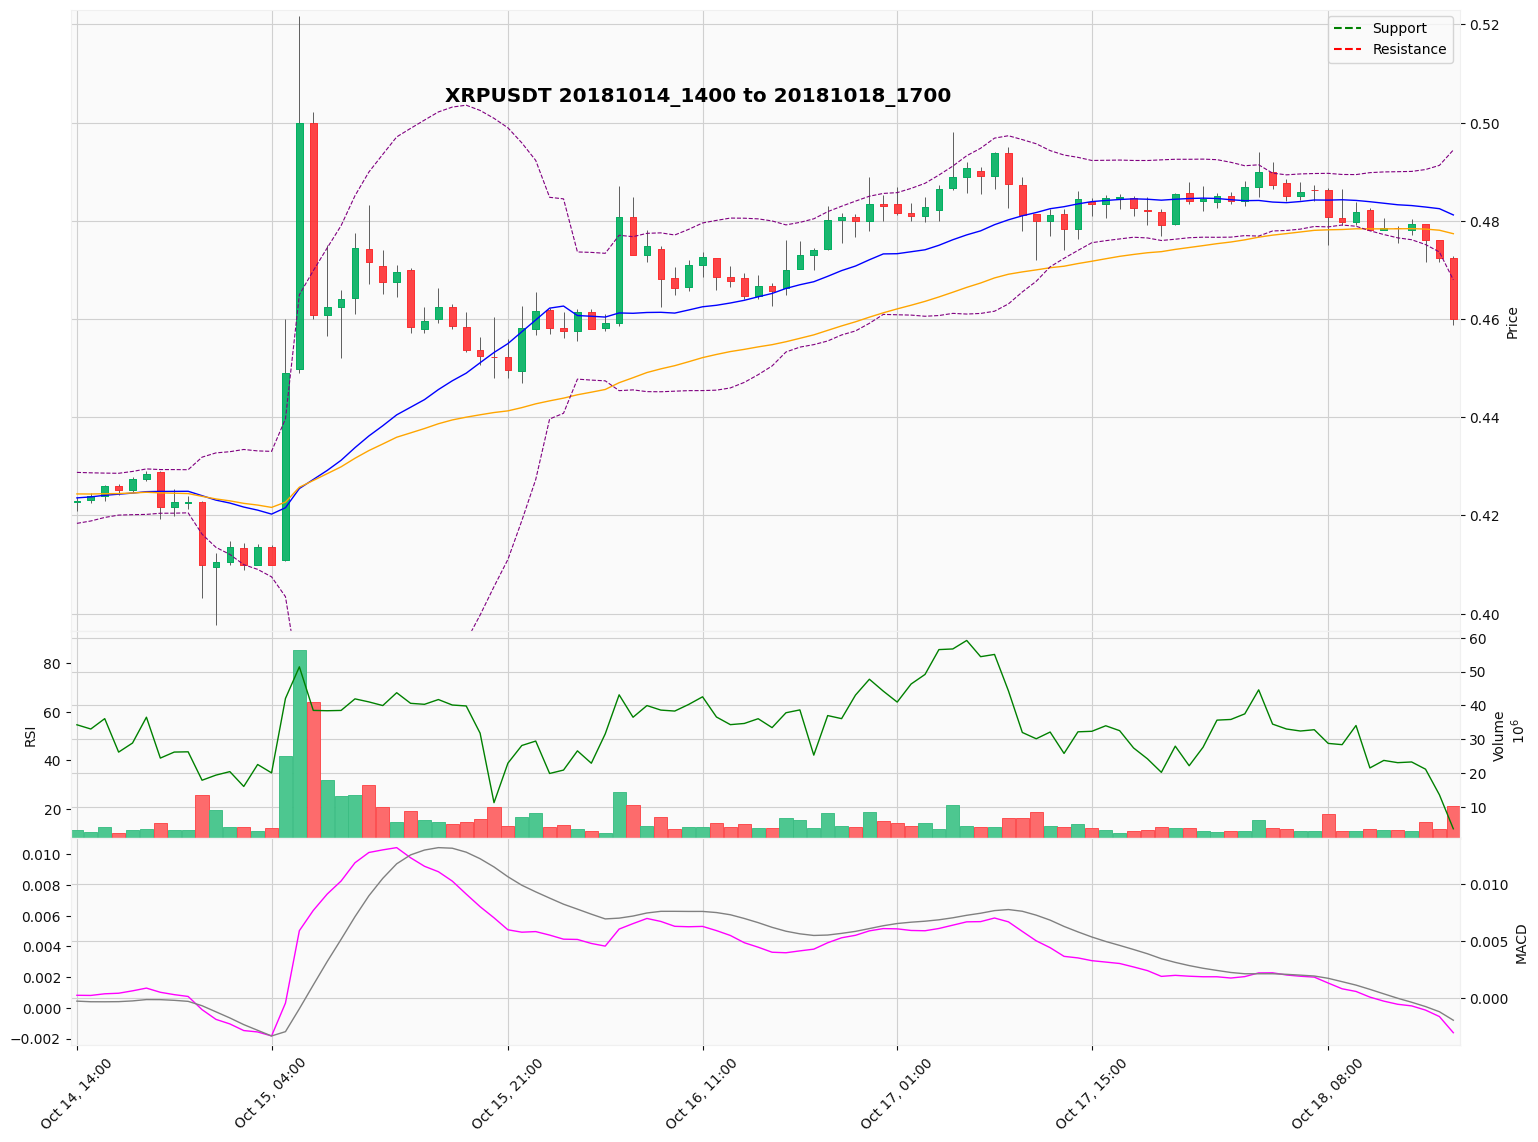 XRPUSDT 20181014_1400 to 20181018_1700
Support
Resistance
0.52
0.50
0.48
0.46
0.44
0.42
0.40
Price
80
60
40
20
RSI
60
50
40
30
20
10
Volume
10^6
0.010
0.008
0.006
0.004
0.002
0.000
−0.002
0.010
0.005
0.000
MACD
Oct 14, 14:00
Oct 15, 04:00
Oct 15, 21:00
Oct 16, 11:00
Oct 17, 01:00
Oct 17, 15:00
Oct 18, 08:00